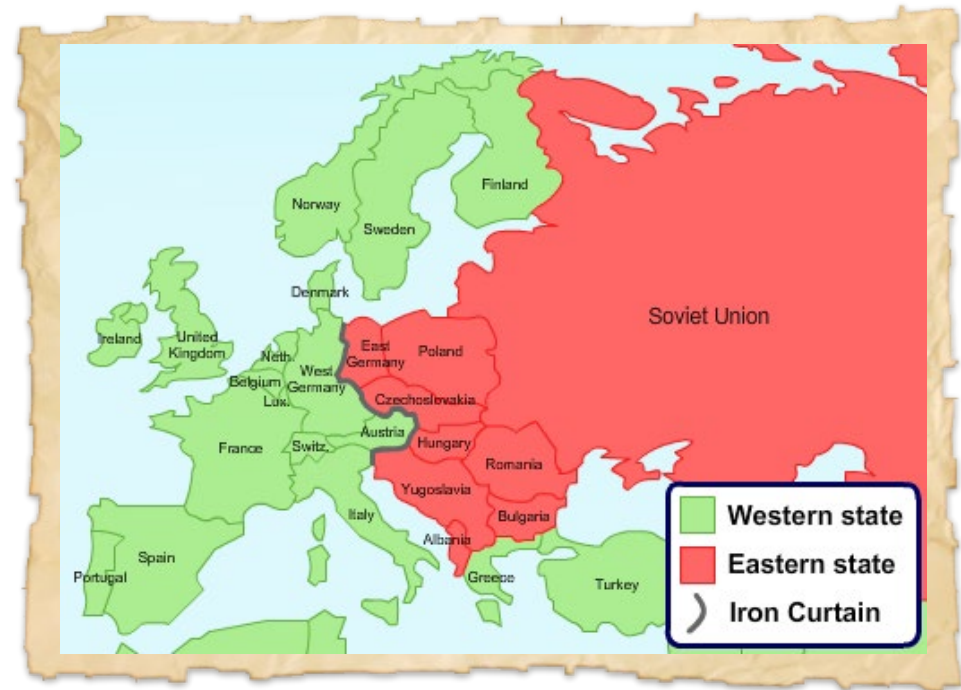 Finland
Norway
Sweden
Denmark
Ireland
United
Kingdom
Neth.
East
Germany
Poland
Soviet Union
Belgium
West
Germany
Lux.
Czechoslovakia
Austria
France
Switz.
Hungary
Romania
Yugoslavia
Italy
Bulgaria
Albania
Spain
Portugal
Greece
Turkey
Western state
Eastern state
Iron Curtain